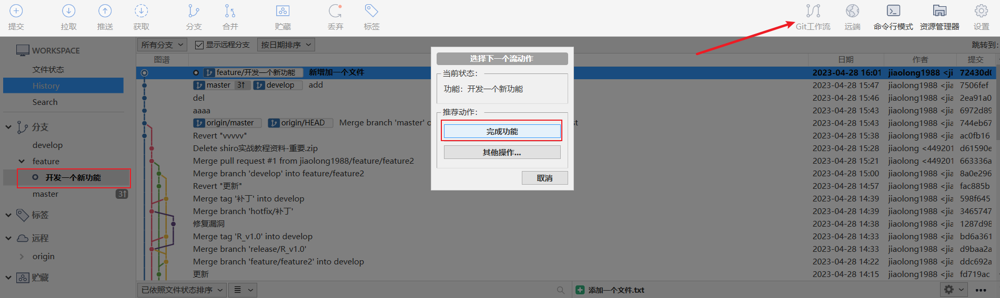 提交 拉取 推送 获取 分支 合并 贮藏 丢弃 标签 Git工作流 远端 命令行模式 资源管理器 设置
WORKSPACE
文件状态
History
Search
分支
develop
feature
开发一个新功能
master 3↑
标签
远程
origin
贮藏
所有分支 显示远程分支 按日期排序 跳转到:
图谱 日期 作者 提交
feature/开发一个新功能 新增加一个文件 2023-04-28 16:01 jiaolong1988 <ji 72430d0
master 3↑ develop add 2023-04-28 15:47 jiaolong1988 <jia 7506fef
del 2023-04-28 15:46 jiaolong1988 <jia 2ea91a0
aaaa 2023-04-28 15:43 jiaolong1988 <jia 6972d89
origin/master origin/HEAD Merge branch 'master' o st 2023-04-28 15:43 jiaolong1988 <jia 744eb67
Revert "vvvvv" 2023-04-28 15:38 jiaolong1988 <jia ac0fb16
Delete shiro实战教程资料-重要.zip 2023-04-28 15:28 jiaolong <449201 d61590e
Merge pull request #1 from jiaolong1988/feature/feature2 2023-04-28 15:21 jiaolong <449201 663336a
Merge branch 'develop' into feature/feature2 2023-04-28 15:00 jiaolong1988 <jia 8a0e296
Revert "更新" 2023-04-28 14:57 jiaolong1988 <jia fac885b
Merge tag '补丁' into develop 2023-04-28 14:39 jiaolong1988 <jia 598f645
Merge branch 'hotfix/补丁' 2023-04-28 14:39 jiaolong1988 <jia 3465747
修复漏洞 2023-04-28 14:38 jiaolong1988 <jia 1287d98
Merge tag 'R_v1.0' into develop 2023-04-28 14:33 jiaolong1988 <jia bd6a361
Merge branch 'release/R_v1.0' 2023-04-28 14:33 jiaolong1988 <jia d9baa2a
Merge branch 'feature/feature2' into develop 2023-04-28 14:22 jiaolong1988 <jia ddc692a
更新 2023-04-28 14:15 jiaolong1988 <jia fd719ac
选择下一个流动作
当前状态:
功能: 开发一个新功能
推荐动作:
完成功能
其他操作...
取消
已依照文件状态排序 添加一个文件.txt